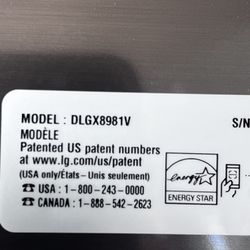 MODEL : DLGX8981V
S/N
MODÈLE
Patented US patent numbers
at www.lg.com/us/patent
(USA only/États - Unis seulement)
☎ USA : 1-800-243-0000
☎ CANADA : 1-888-542-2623
energy
ENERGY STAR